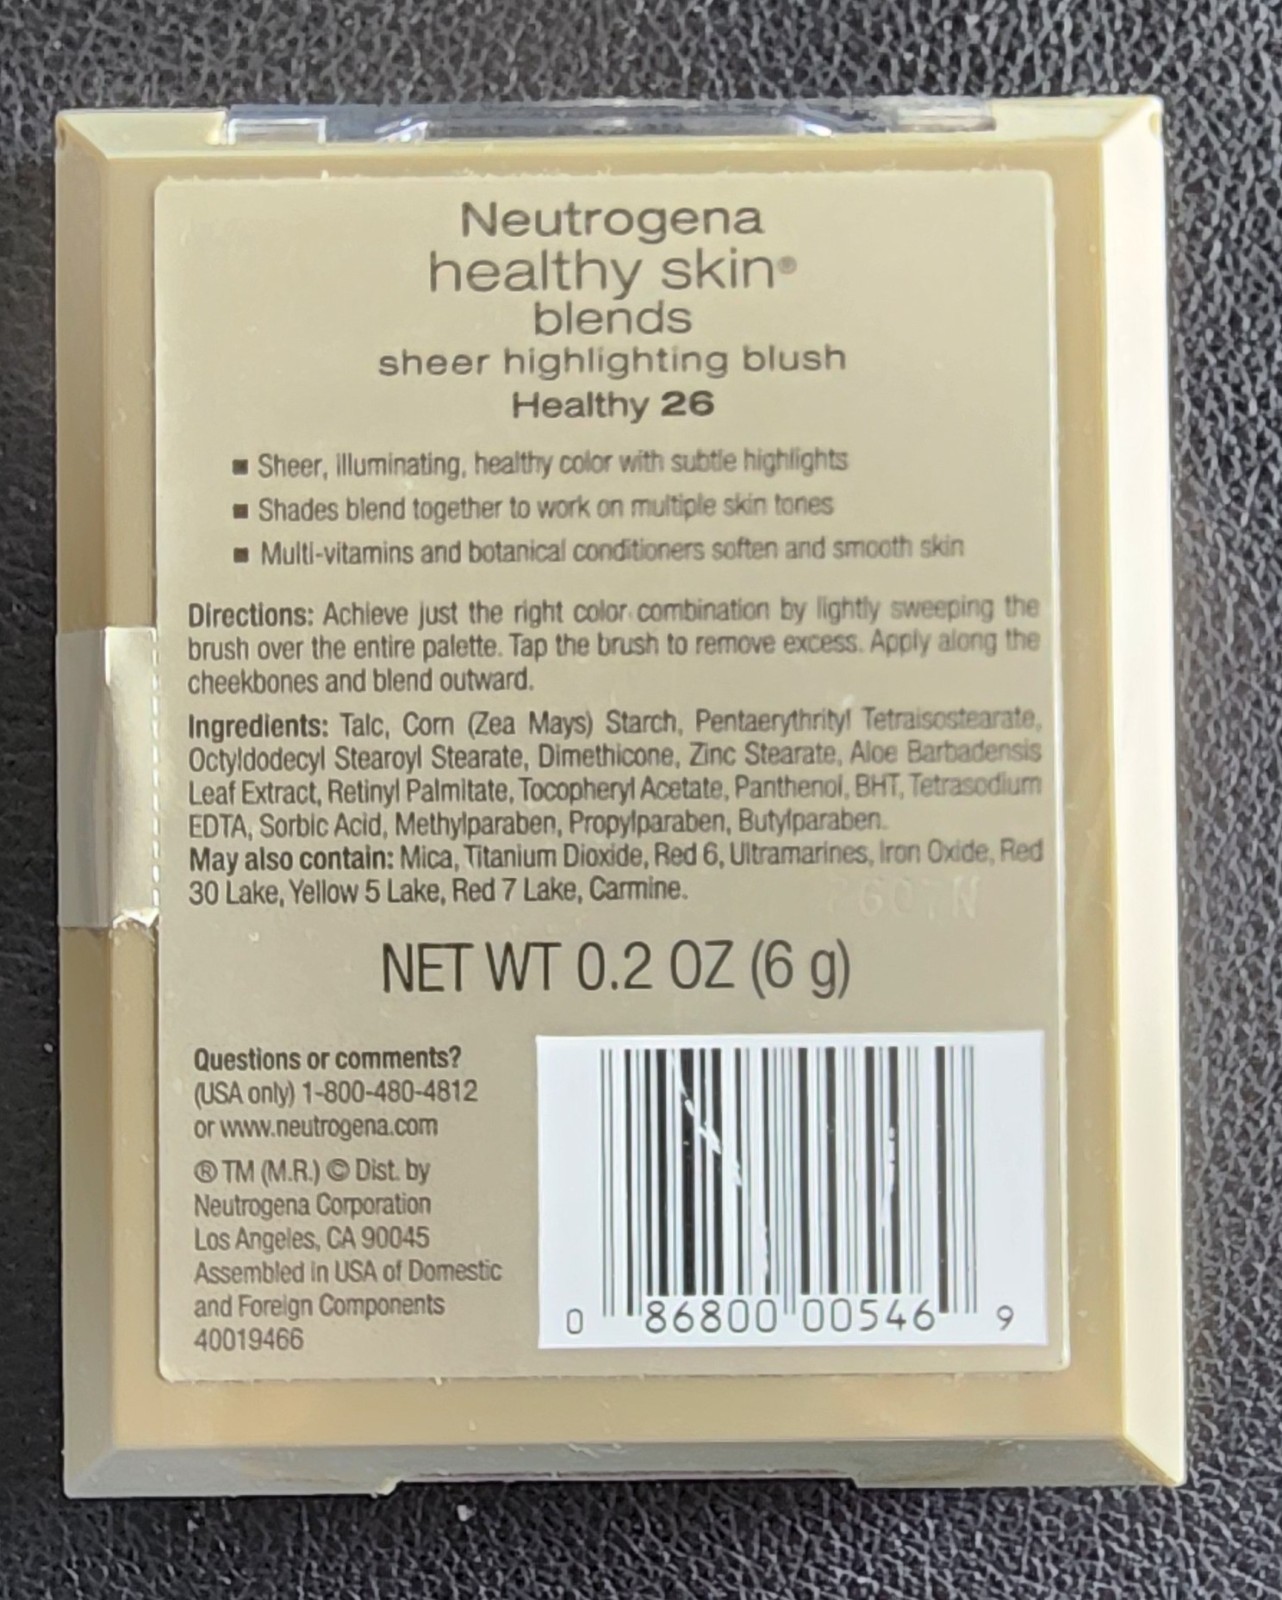 Neutrogena
healthy skin®
blends
sheer highlighting blush
Healthy 26
▪ Sheer, illuminating, healthy color with subtle highlights
▪ Shades blend together to work on multiple skin tones
▪ Multi-vitamins and botanical conditioners soften and smooth skin
Directions: Achieve just the right color combination by lightly sweeping the
brush over the entire palette. Tap the brush to remove excess. Apply along the
cheekbones and blend outward.
Ingredients: Talc, Corn (Zea Mays) Starch, Pentaerythrityl Tetraisostearate,
Octyldodecyl Stearoyl Stearate, Dimethicone, Zinc Stearate, Aloe Barbadensis
Leaf Extract, Retinyl Palmitate, Tocopheryl Acetate, Panthenol, BHT, Tetrasodium
EDTA, Sorbic Acid, Methylparaben, Propylparaben, Butylparaben.
May also contain: Mica, Titanium Dioxide, Red 6, Ultramarines, Iron Oxide, Red
30 Lake, Yellow 5 Lake, Red 7 Lake, Carmine.
NET WT 0.2 OZ (6 g)
Questions or comments?
(USA only) 1-800-480-4812
or www.neutrogena.com
® TM (M.R.) © Dist. by
Neutrogena Corporation
Los Angeles, CA 90045
Assembled in USA of Domestic
and Foreign Components
40019466
0 86800 00546 9